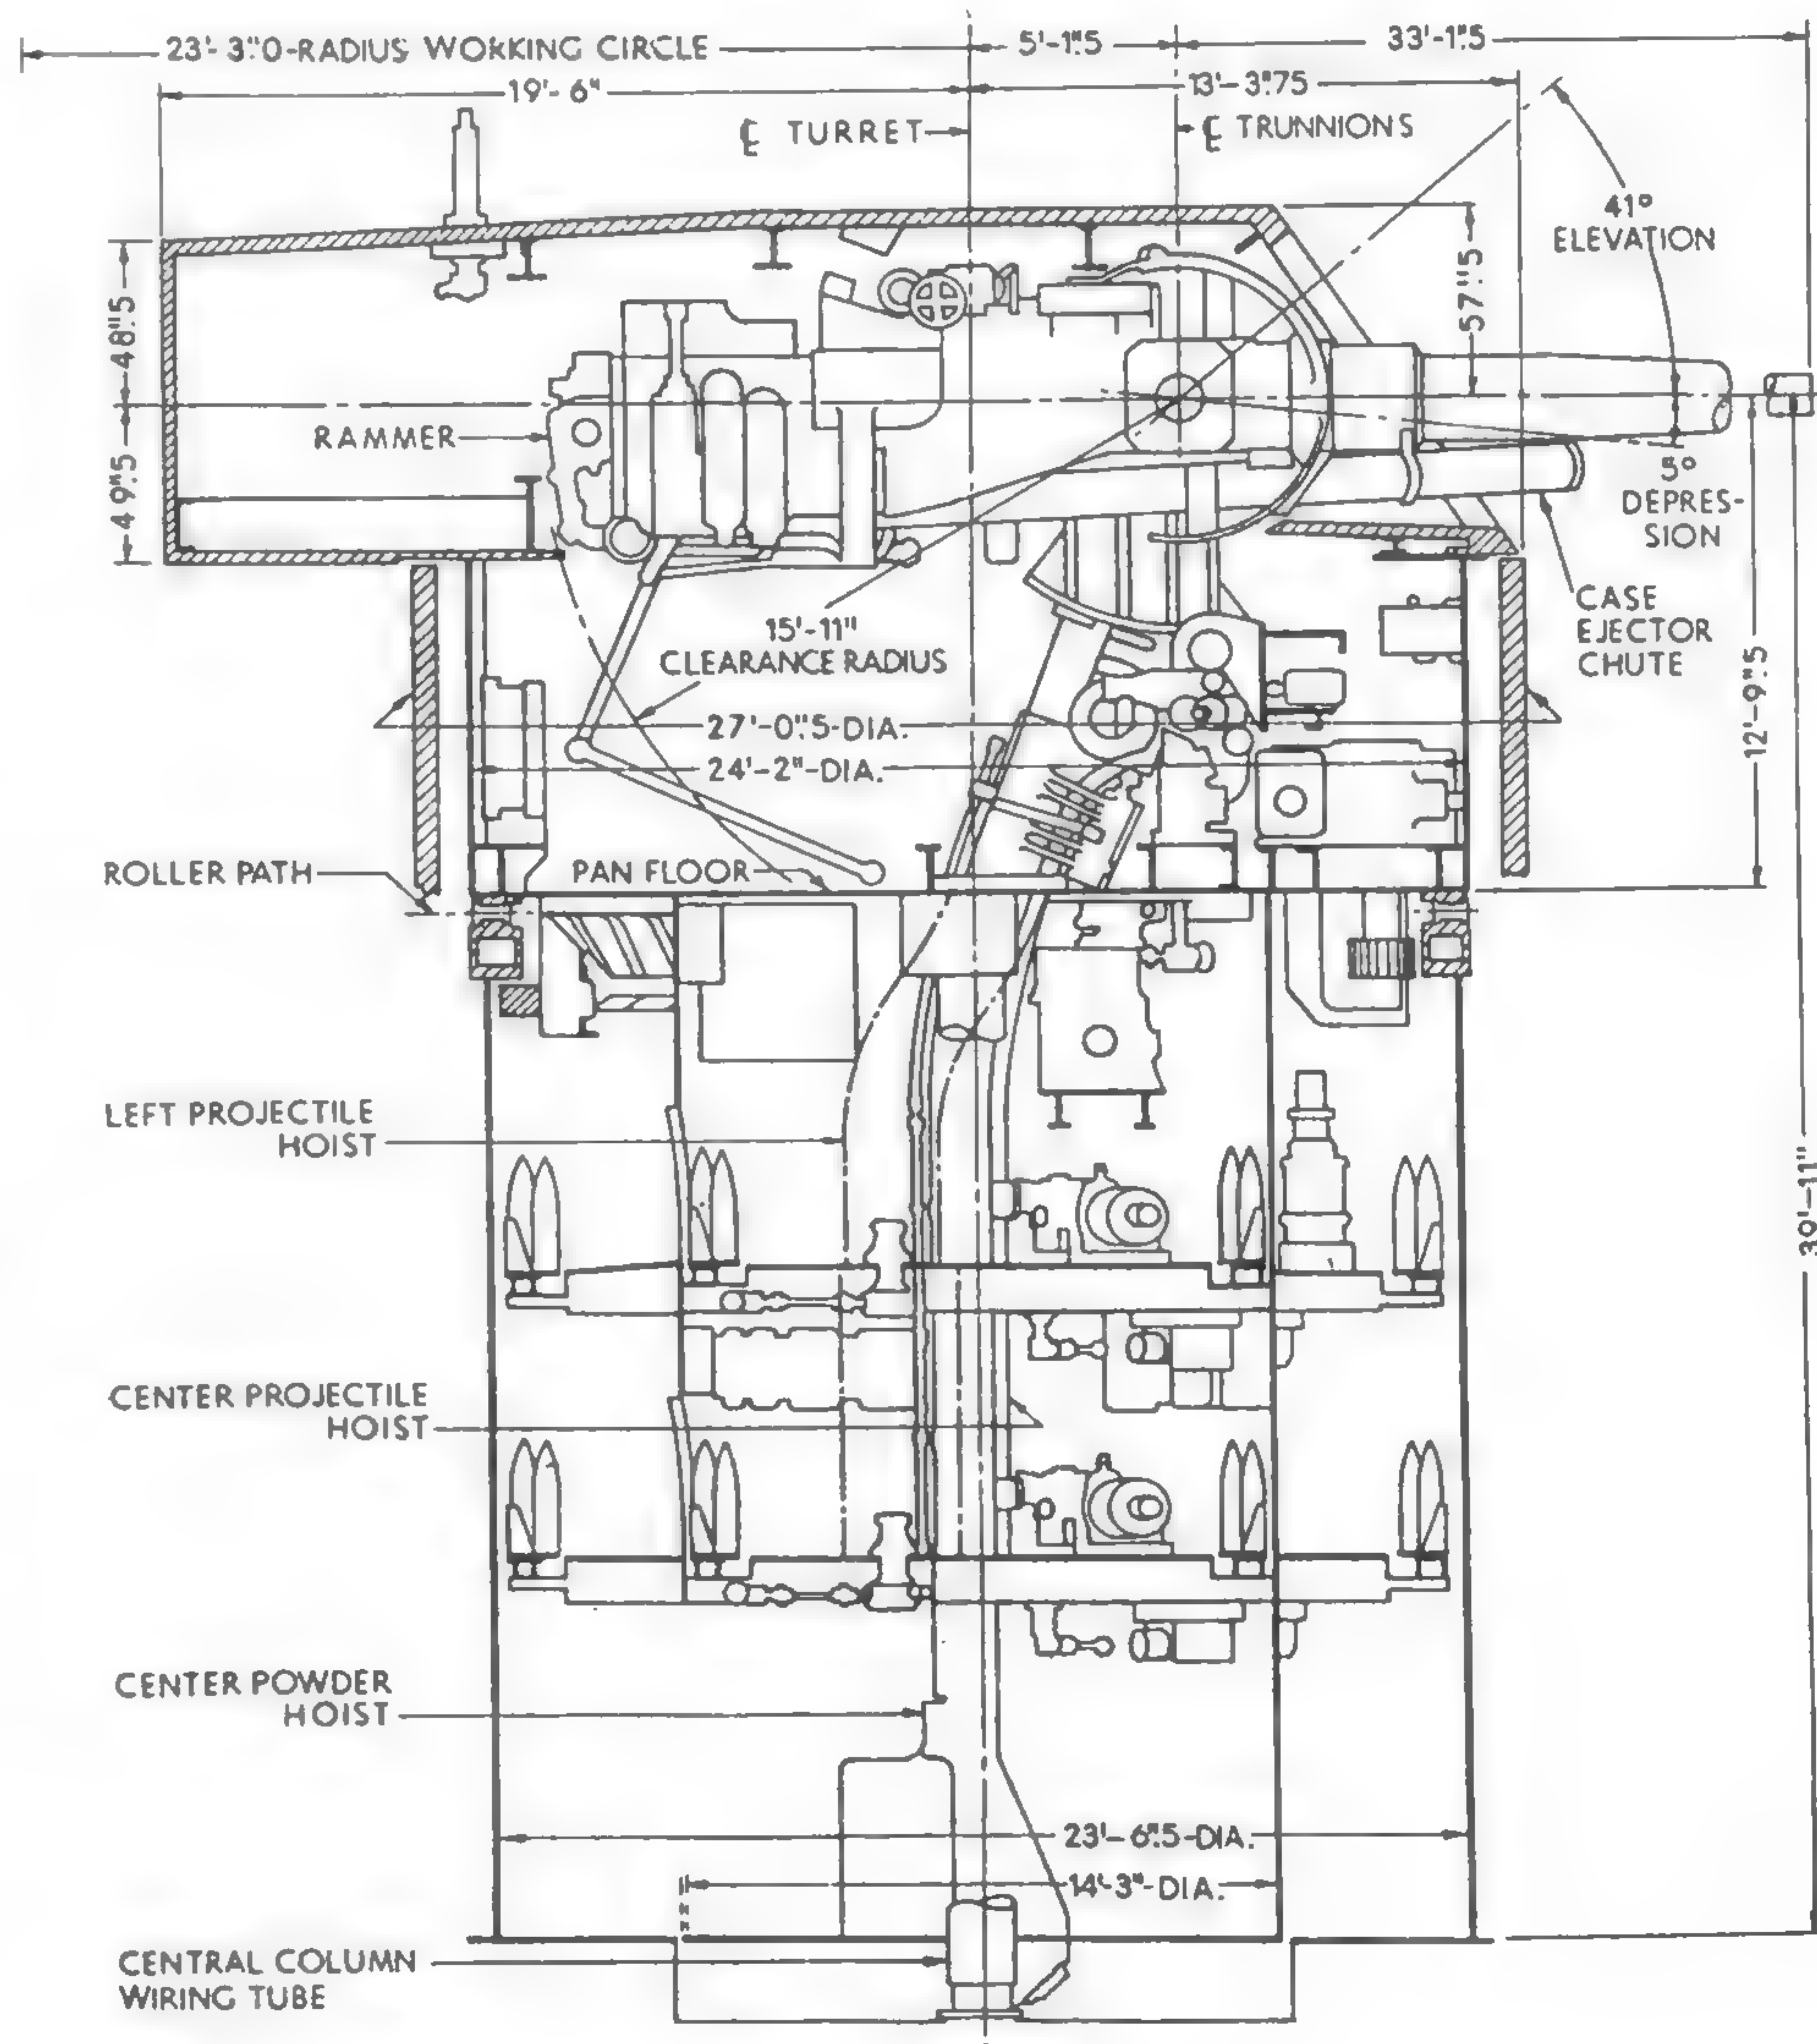 23'-3"0-RADIUS WORKING CIRCLE
5'-1"5
33'-1"5
19'-6"
13'-3"75
℄ TURRET
℄ TRUNNIONS
41°
ELEVATION
57"5
48"5
49"5
RAMMER
5°
DEPRES-
SION
CASE
EJECTOR
CHUTE
15'-11"
CLEARANCE RADIUS
27'-0"5-DIA.
24'-2"-DIA.
12'-9"5
ROLLER PATH
PAN FLOOR
LEFT PROJECTILE
HOIST
39'-11"
CENTER PROJECTILE
HOIST
CENTER POWDER
HOIST
23'-6"5-DIA.
14'-3"-DIA.
CENTRAL COLUMN
WIRING TUBE